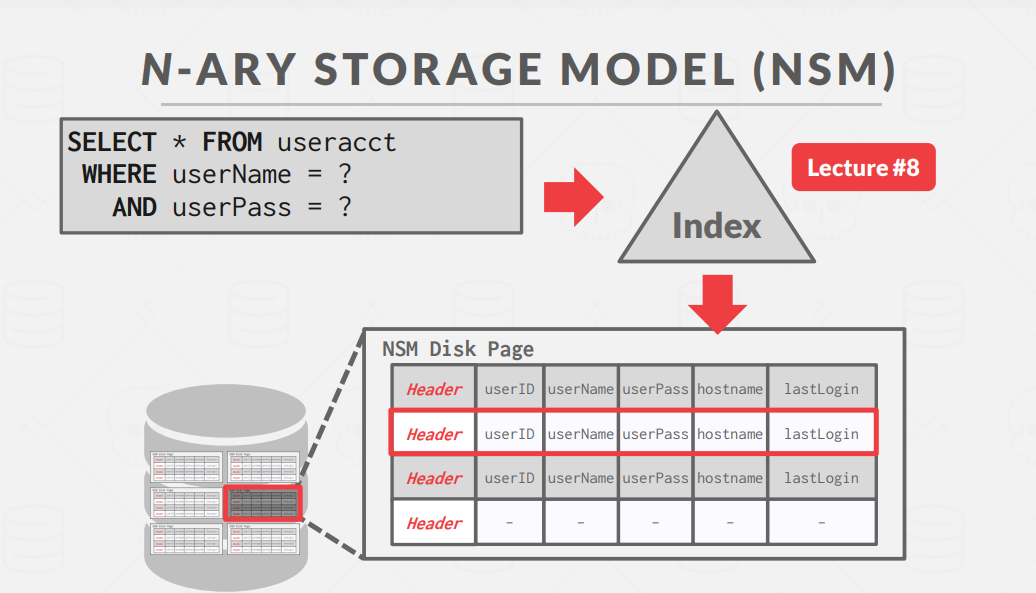 N-ARY STORAGE MODEL (NSM)
SELECT * FROM useracct
WHERE userName = ?
AND userPass = ?
Lecture #8
Index
NSM Disk Page
Header userID userName userPass hostname lastLogin
Header userID userName userPass hostname lastLogin
Header userID userName userPass hostname lastLogin
Header - - - - -